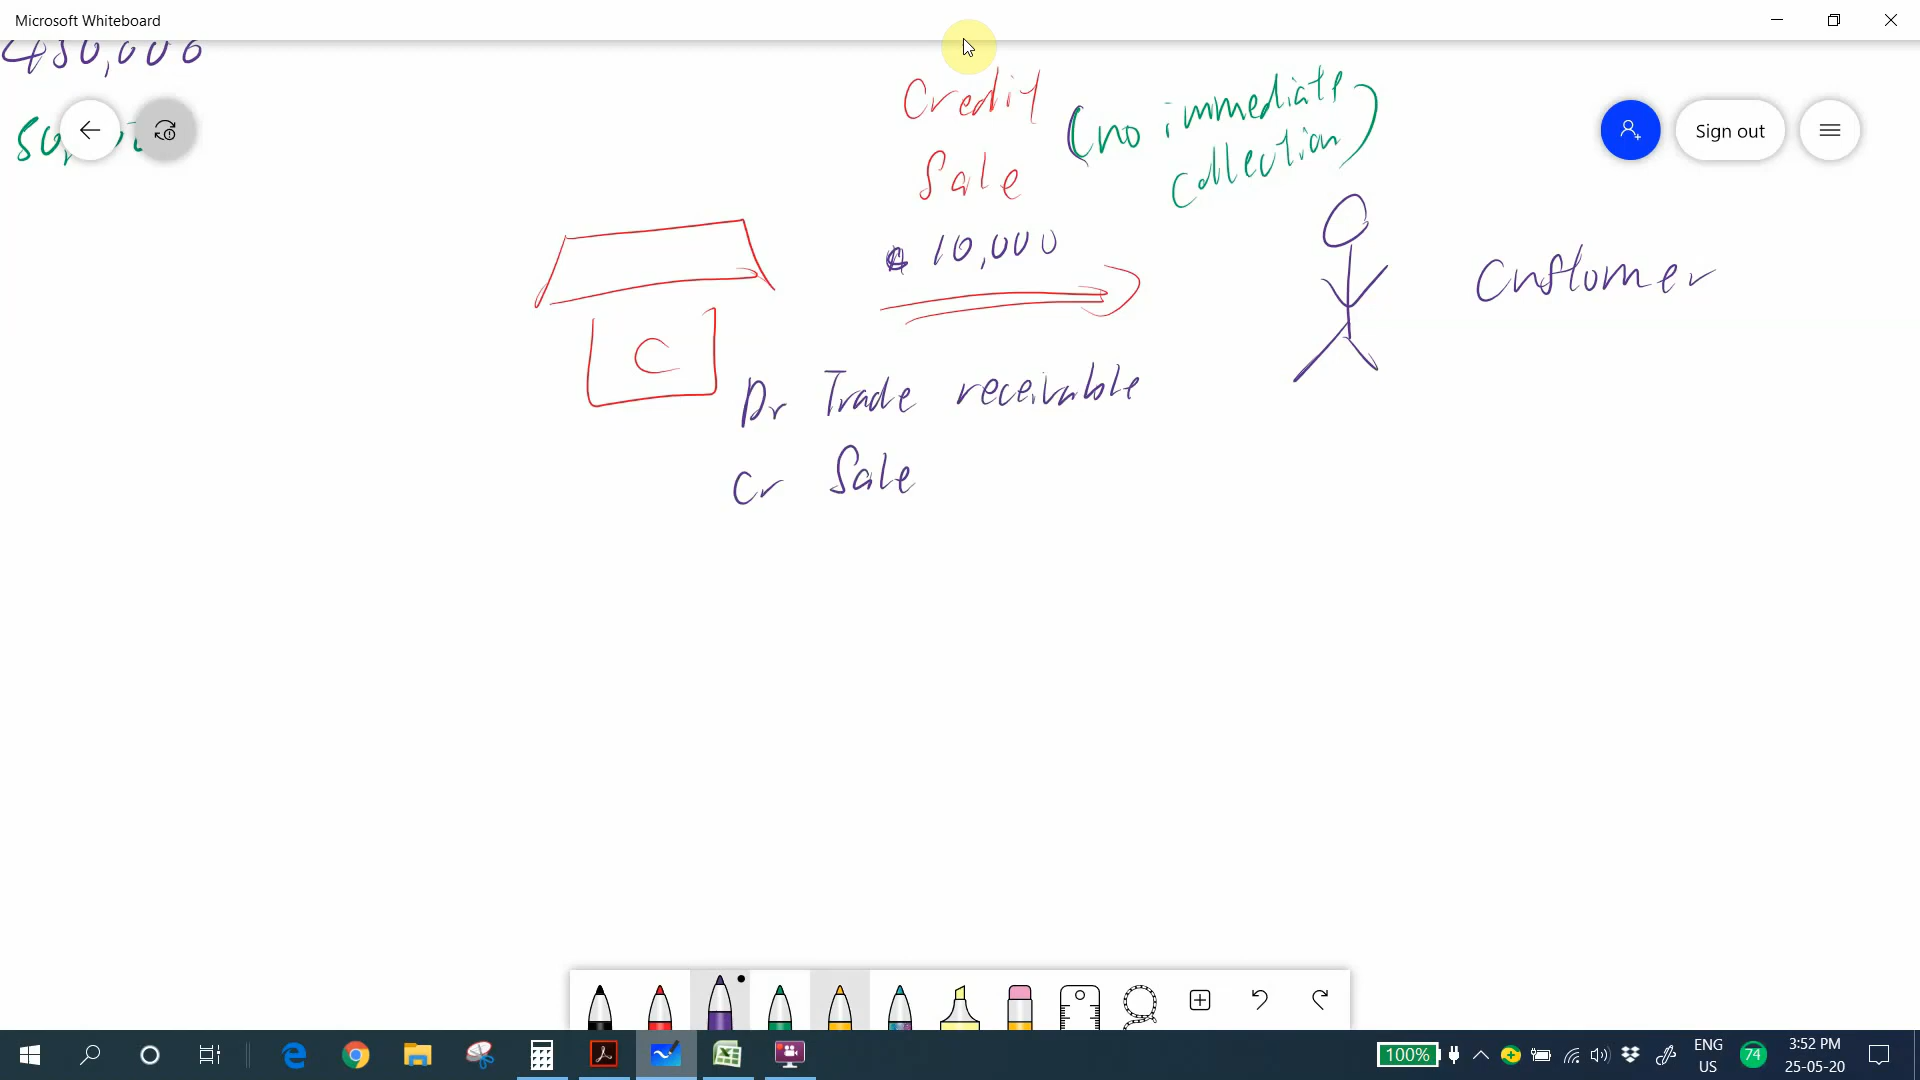 Microsoft Whiteboard
Credit
Sale
(no immediate
collection)
10,000
Customer
C
Dr Trade receivable
Cr Sale
Sign out
100%
ENG
US
74
3:52 PM
25-05-20